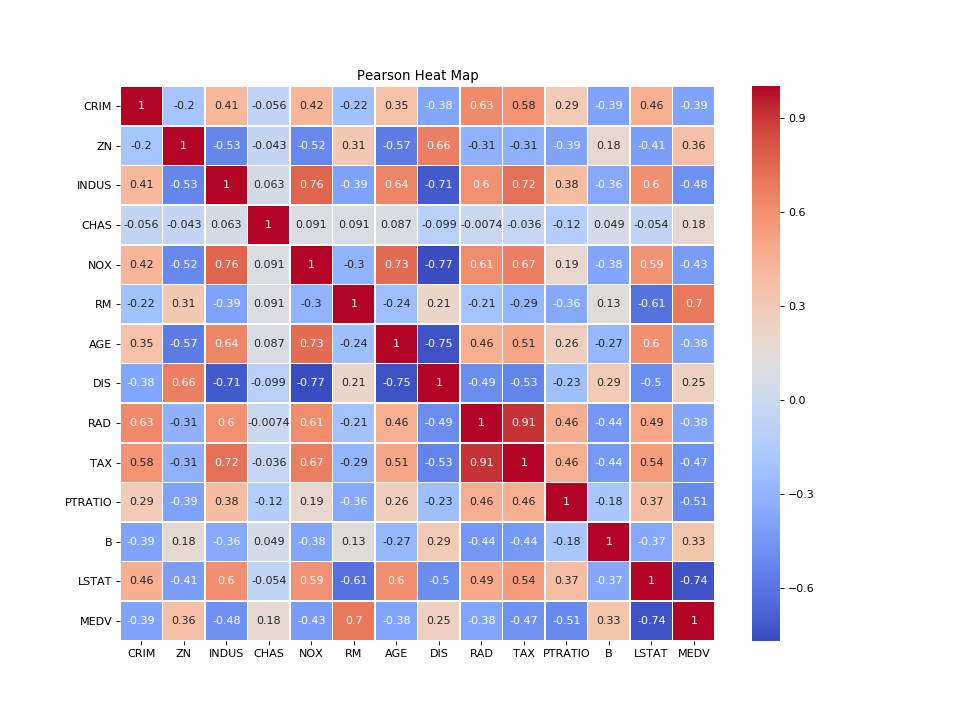 Pearson Heat Map
CRIM 1 -0.2 0.41 -0.056 0.42 -0.22 0.35 -0.38 0.63 0.58 0.29 -0.39 0.46 -0.39
ZN -0.2 1 -0.53 -0.043 -0.52 0.31 -0.57 0.66 -0.31 -0.31 -0.39 0.18 -0.41 0.36
INDUS 0.41 -0.53 1 0.063 0.76 -0.39 0.64 -0.71 0.6 0.72 0.38 -0.36 0.6 -0.48
CHAS -0.056 -0.043 0.063 1 0.091 0.091 0.087 -0.099 -0.0074 -0.036 -0.12 0.049 -0.054 0.18
NOX 0.42 -0.52 0.76 0.091 1 -0.3 0.73 -0.77 0.61 0.67 0.19 -0.38 0.59 -0.43
RM -0.22 0.31 -0.39 0.091 -0.3 1 -0.24 0.21 -0.21 -0.29 -0.36 0.13 -0.61 0.7
AGE 0.35 -0.57 0.64 0.087 0.73 -0.24 1 -0.75 0.46 0.51 0.26 -0.27 0.6 -0.38
DIS -0.38 0.66 -0.71 -0.099 -0.77 0.21 -0.75 1 -0.49 -0.53 -0.23 0.29 -0.5 0.25
RAD 0.63 -0.31 0.6 -0.0074 0.61 -0.21 0.46 -0.49 1 0.91 0.46 -0.44 0.49 -0.38
TAX 0.58 -0.31 0.72 -0.036 0.67 -0.29 0.51 -0.53 0.91 1 0.46 -0.44 0.54 -0.47
PTRATIO 0.29 -0.39 0.38 -0.12 0.19 -0.36 0.26 -0.23 0.46 0.46 1 -0.18 0.37 -0.51
B -0.39 0.18 -0.36 0.049 -0.38 0.13 -0.27 0.29 -0.44 -0.44 -0.18 1 -0.37 0.33
LSTAT 0.46 -0.41 0.6 -0.054 0.59 -0.61 0.6 -0.5 0.49 0.54 0.37 -0.37 1 -0.74
MEDV -0.39 0.36 -0.48 0.18 -0.43 0.7 -0.38 0.25 -0.38 -0.47 -0.51 0.33 -0.74 1
CRIM ZN INDUS CHAS NOX RM AGE DIS RAD TAX PTRATIO B LSTAT MEDV
0.9
0.6
0.3
0.0
−0.3
−0.6